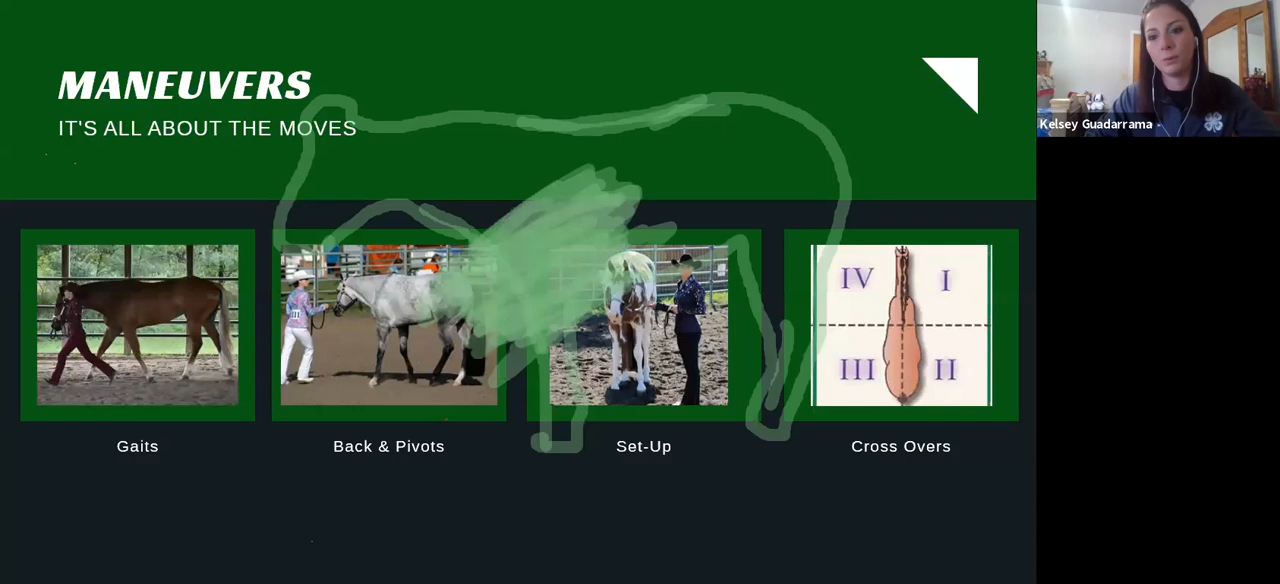 MANEUVERS
IT'S ALL ABOUT THE MOVES
Kelsey Guadarrama
IV
I
III
II
Gaits
Back & Pivots
Set-Up
Cross Overs